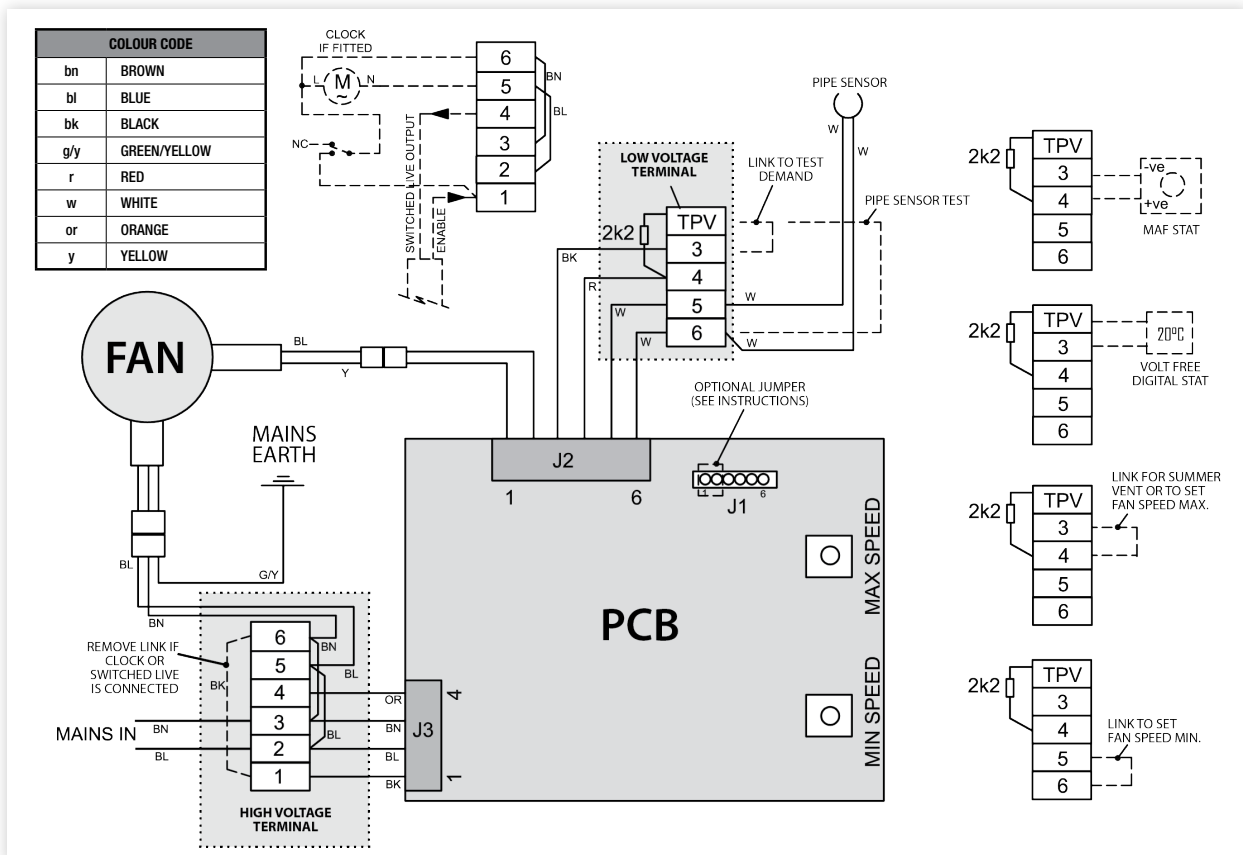 COLOUR CODE
bn BROWN
bl BLUE
bk BLACK
g/y GREEN/YELLOW
r RED
w WHITE
or ORANGE
y YELLOW
CLOCK
IF FITTED
L M N
~
NC
SWITCHED LIVE OUTPUT
ENABLE
6
5
4
3
2
1
BN
BL
PIPE SENSOR
W
W
LOW VOLTAGE
TERMINAL
LINK TO TEST
DEMAND
PIPE SENSOR TEST
2k2
TPV
3
4
5
6
BK
R
W
W
W
W
2k2
TPV
3
4
5
6
-ve
+ve
MAF STAT
2k2
TPV
3
4
5
6
20ºC
VOLT FREE
DIGITAL STAT
2k2
TPV
3
4
5
6
LINK FOR SUMMER
VENT OR TO SET
FAN SPEED MAX.
2k2
TPV
3
4
5
6
LINK TO SET
FAN SPEED MIN.
FAN
BL
Y
MAINS
EARTH
BL
G/Y
BN
OPTIONAL JUMPER
(SEE INSTRUCTIONS)
J2
1 6
1 6
J1
MAX SPEED
PCB
MIN SPEED
REMOVE LINK IF
CLOCK OR
SWITCHED LIVE
IS CONNECTED
BK
6
5
4
3
2
1
BN
BL
BL
MAINS IN
BN
BL
OR
BN
BL
BK
4
J3
1
HIGH VOLTAGE
TERMINAL